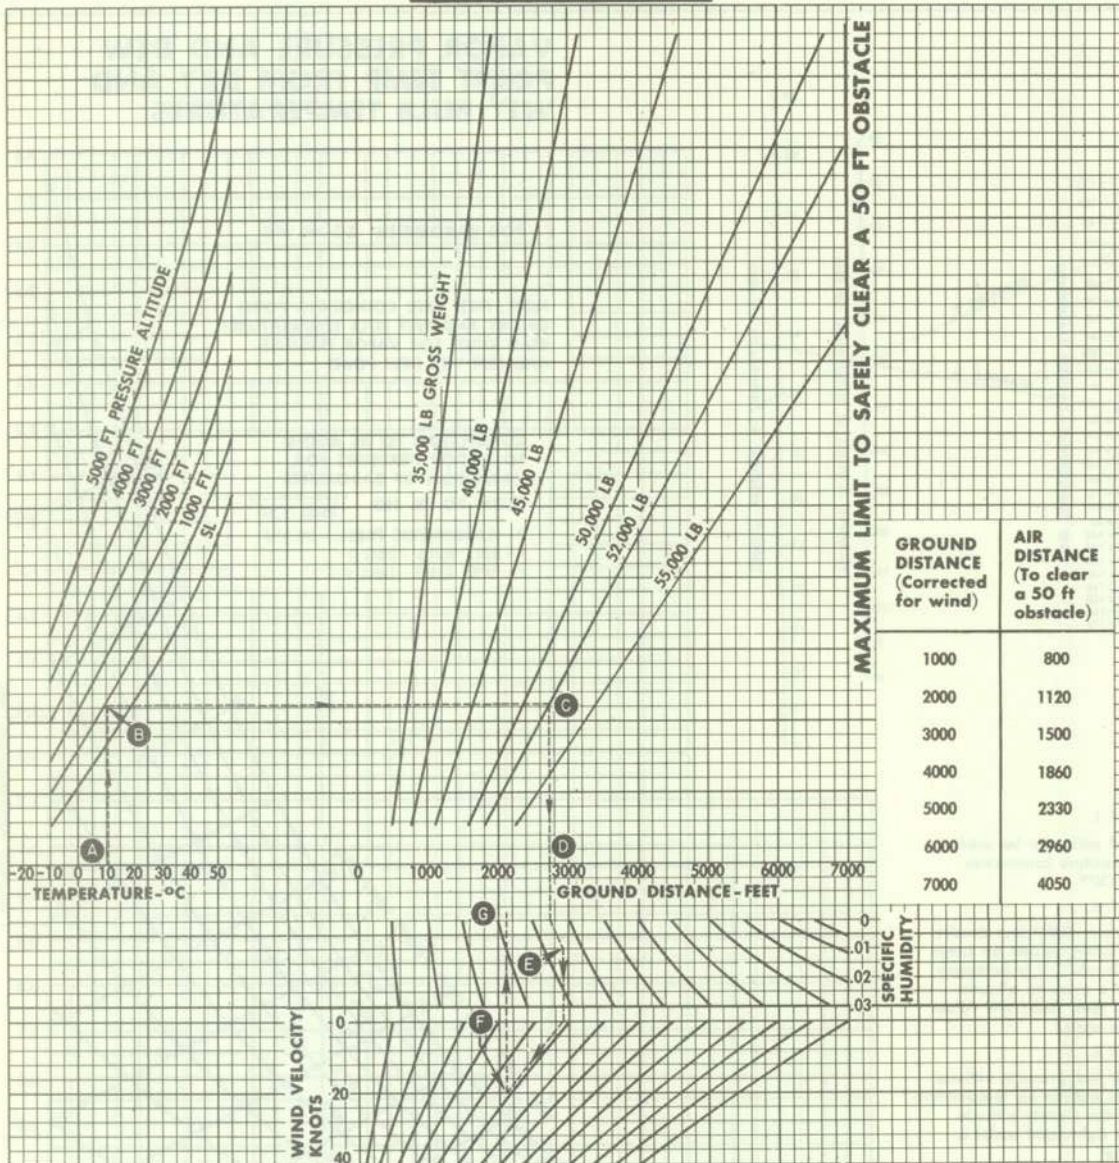 MAXIMUM LIMIT TO SAFELY CLEAR A 50 FT OBSTACLE
5000 FT PRESSURE ALTITUDE
4000 FT
3000 FT
2000 FT
1000 FT
SL
35,000 LB GROSS WEIGHT
40,000 LB
45,000 LB
50,000 LB
52,000 LB
55,000 LB
GROUND DISTANCE (Corrected for wind)
AIR DISTANCE (To clear a 50 ft obstacle)
1000 800
2000 1120
3000 1500
4000 1860
5000 2330
6000 2960
7000 4050
B
C
A
D
-20 -10 0 10 20 30 40 50
0 1000 2000 3000 4000 5000 6000 7000
TEMPERATURE-°C
GROUND DISTANCE-FEET
G
E
0
.01
.02
.03
SPECIFIC HUMIDITY
F
WIND VELOCITY KNOTS
0
20
40